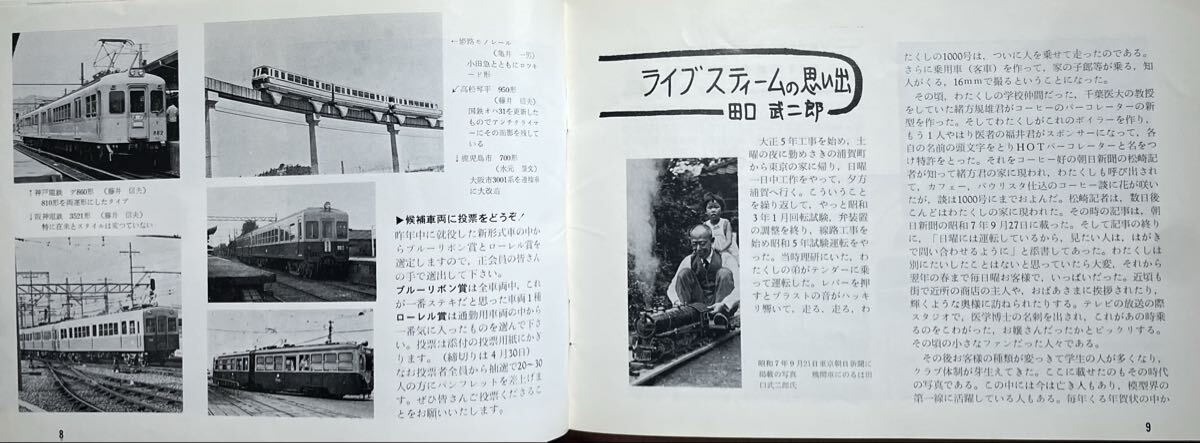 ←姫路モノレール
（亀井 一男）
小田急とともにロッキード形
↙高松琴平 950形
（藤井 信夫）
国鉄オハ31を更新した
ものでアンチクライマ
ーにその面影を残して
いる
↓鹿児島市 700形
（水元 景文）
大阪市3001系を連接車
に大改造
↑神戸電鉄 デ860形（藤井 信夫）
810形を両運形にしたタイプ
↓阪神電鉄 3521形（藤井 信夫）
特に在来とスタイルは変つていない
▶候補車両に投票をどうぞ！
昨年中に就役した新形式車の中か
らブルーリボン賞とローレル賞を
選定しますので、正会員の皆さん
の手で選出して下さい。
ブルーリボン賞は全車両中、これ
が一番ステキだと思った車両1種
ローレル賞は通勤用車両の中から
一番気に入ったものを選んで下さ
い。投票は添付の投票用紙にかぎ
ります。（締切りは4月30日）
なお投票者全員から抽選で20〜30
人の方にパンフレットを差上げま
す。ぜひ皆さんご投票くださるこ
とをお願いいたします。
8
ライブスティームの思い出
田口 武二郎
大正5年工事を始め、土
曜の夜に勤めさきの浦賀町
から東京の家に帰り、日曜
一日中工作をやって、夕方
浦賀へ行く。こういうこと
を繰り返して、やっと昭和
3年1月回転試験、弁装置
の調整を終り、線路工事を
始め昭和5年試験運転をや
った。当時理附にいた、わ
たくしの弟がテンダーに乗
って運転した。レバーを押
すとブラストの音がハッキ
リ響いて、走る、走る、わ
昭和7年9月21日東京朝日新聞に
掲載の写真 機関車にのるは田
口武二郎氏
たくしの1000号は、ついに人を乗せて走ったのである。
さらに乗用車（客車）を作って、家の子郎等が乗る、知
人がくる、16mmで撮るということになった。
その頃、わたくしの学校仲間だった、千葉医大の教授
をしていた緒方規雄君がコーヒーのパーコレーターの新
型を作った。そしてわたくしがこれのボイラーを作り、
もう1人やはり医者の福井君がスポンサーになって、各
自の名前の頭文字をとりHOTパーコレーターと名をつ
け特許をとった。それをコーヒー好の朝日新聞の松崎記
者が知って緒方君の家に現われ、わたくしも呼び出され
て、カフェー、パウリスタ仕込のコーヒー談に花が咲い
たが、談は1000号にまでおよんだ。松崎記者は、数日後
こんどはわたくしの家に現われた。その時の記事は、朝
日新聞の昭和7年9月27日に載った。そして記事の終り
に、「日曜には運転しているから、見たい人は、はがき
で問い合わせるように」と添書してあった。わたくしは
別にたいしたことはないと思っていたら大変、それから
翌年の春まで毎日曜お客様で、いっぱいだった。近頃も
街で近所の商店の主人や、おばあさまに挨拶されたり、
輝くような奥様に訪ねられたりする。テレビの放送の際
スタジオで、医学博士の名刺を出され、これがあの時乗
るのをこわがった、お嬢さんだったかとビックリする。
その頃の小さなファンだった人々である。
その後お客様の種類が変ってきて学生の人が多くなり、
クラブ体制が芽生えてきた。ここに載せたのもその時代
の写真である。この中には今は亡き人もあり、模型界の
第一線に活躍している人もある。毎年くる年賀状の中か
9